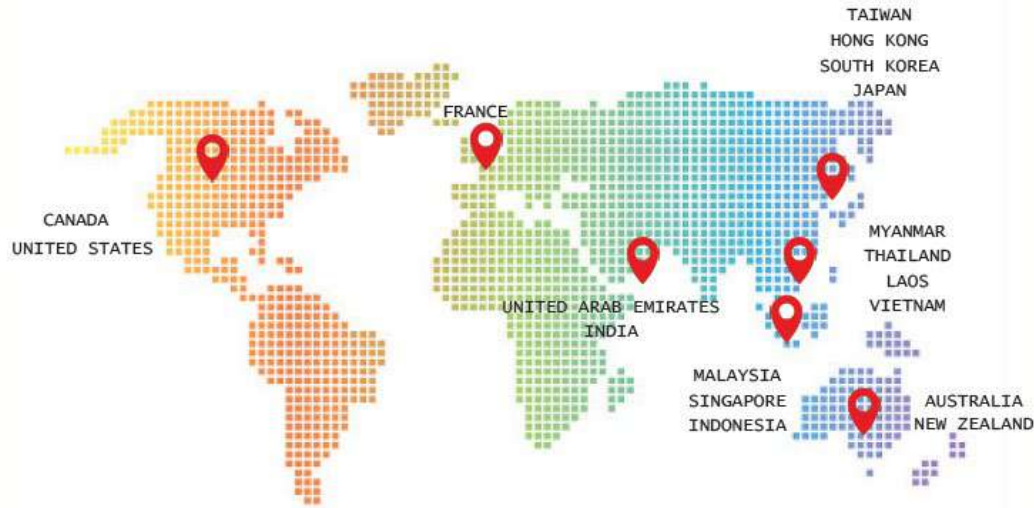 TAIWAN
HONG KONG
SOUTH KOREA
JAPAN
FRANCE
CANADA
UNITED STATES
MYANMAR
THAILAND
LAOS
VIETNAM
UNITED ARAB EMIRATES
INDIA
MALAYSIA
SINGAPORE
INDONESIA
AUSTRALIA
NEW ZEALAND